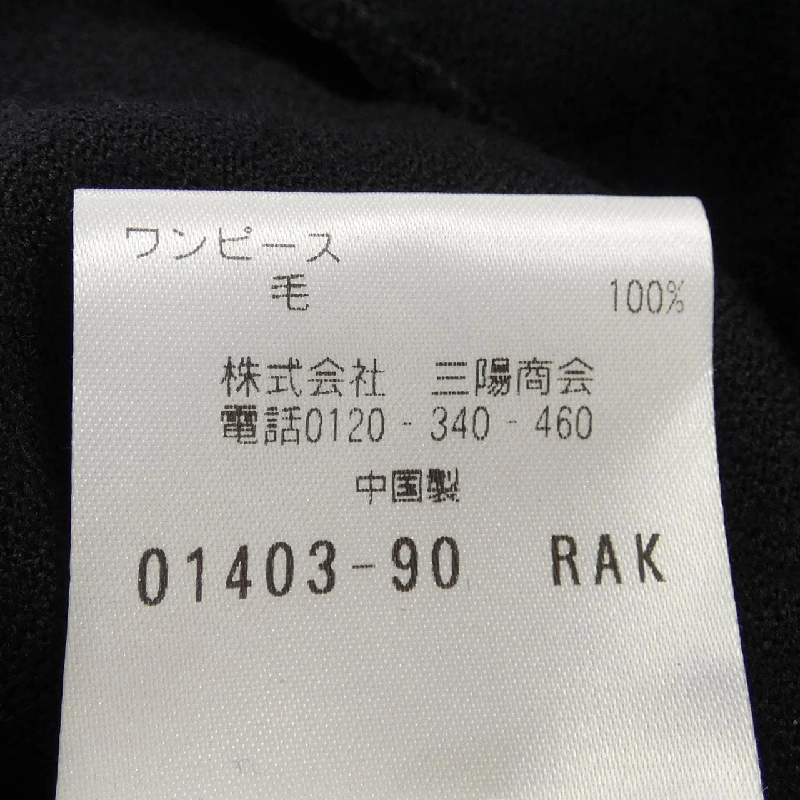 ワンピース
毛 100%
株式会社 三陽商会
電話0120-340-460
中国製
01403-90 RAK